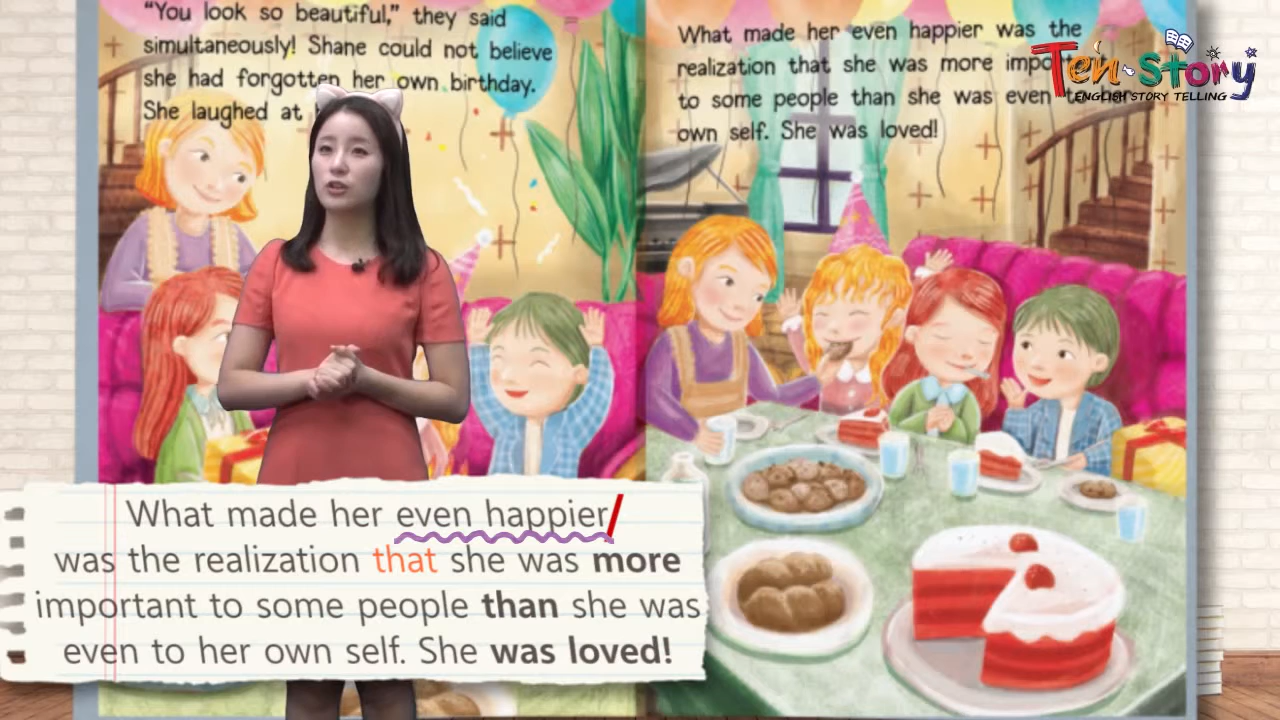 “You look so beautiful,” they said
simultaneously! Shane could not believe
she had forgotten her own birthday.
She laughed at
What made her even happier was the
realization that she was more impo
to some people than she was even
own self. She was loved!
Ten Story
ENGLISH STORY TELLING
What made her even happier/
was the realization that she was more
important to some people than she was
even to her own self. She was loved!